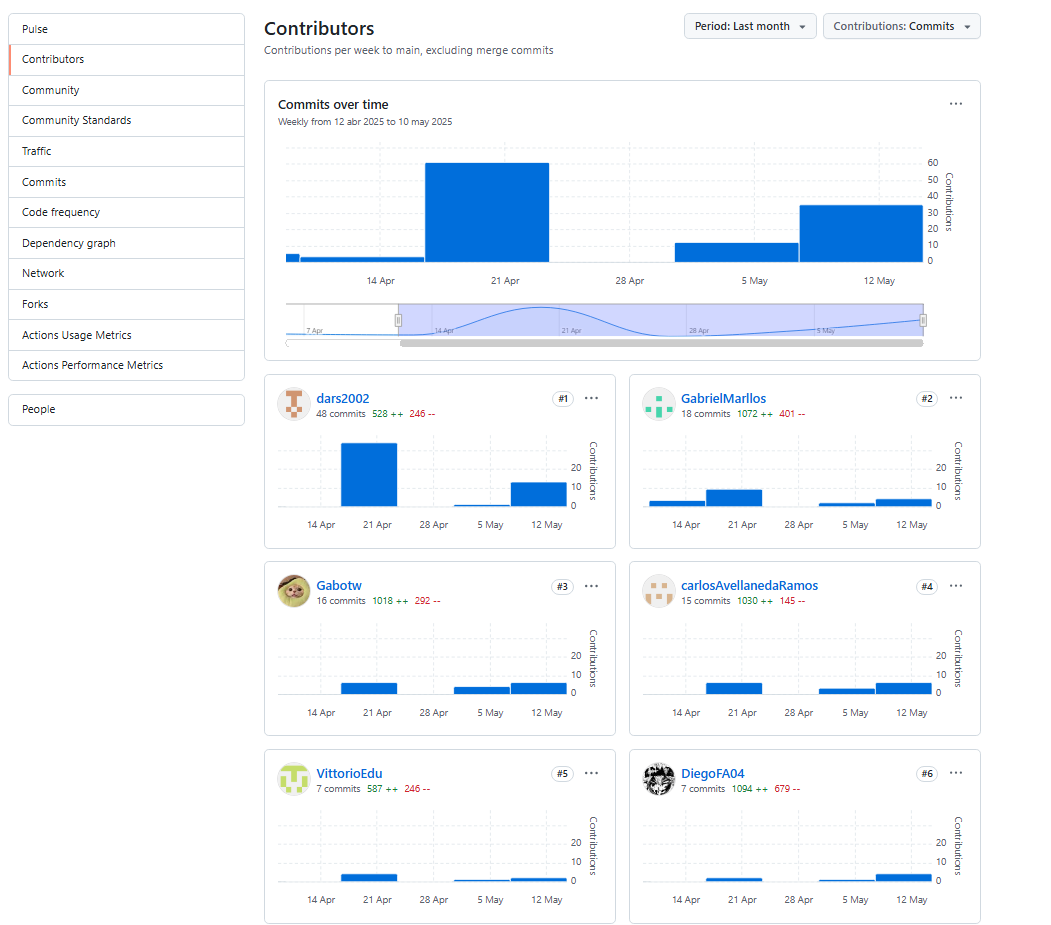 Pulse
Contributors
Community
Community Standards
Traffic
Commits
Code frequency
Dependency graph
Network
Forks
Actions Usage Metrics
Actions Performance Metrics
People
Contributors
Contributions per week to main, excluding merge commits
Period: Last month
Contributions: Commits
Commits over time
Weekly from 12 abr 2025 to 10 may 2025
60
50
40
30
20
10
0
Contributions
14 Apr 21 Apr 28 Apr 5 May 12 May
7 Apr 14 Apr 21 Apr 28 Apr 5 May
dars2002 #1
48 commits 528 ++ 246 --
20
10
0
Contributions
14 Apr 21 Apr 28 Apr 5 May 12 May
GabrielMarllos #2
18 commits 1072 ++ 401 --
20
10
0
Contributions
14 Apr 21 Apr 28 Apr 5 May 12 May
Gabotw #3
16 commits 1018 ++ 292 --
20
10
0
Contributions
14 Apr 21 Apr 28 Apr 5 May 12 May
carlosAvellanedaRamos #4
15 commits 1030 ++ 145 --
20
10
0
Contributions
14 Apr 21 Apr 28 Apr 5 May 12 May
VittorioEdu #5
7 commits 587 ++ 246 --
20
10
0
Contributions
14 Apr 21 Apr 28 Apr 5 May 12 May
DiegoFA04 #6
7 commits 1094 ++ 679 --
20
10
0
Contributions
14 Apr 21 Apr 28 Apr 5 May 12 May